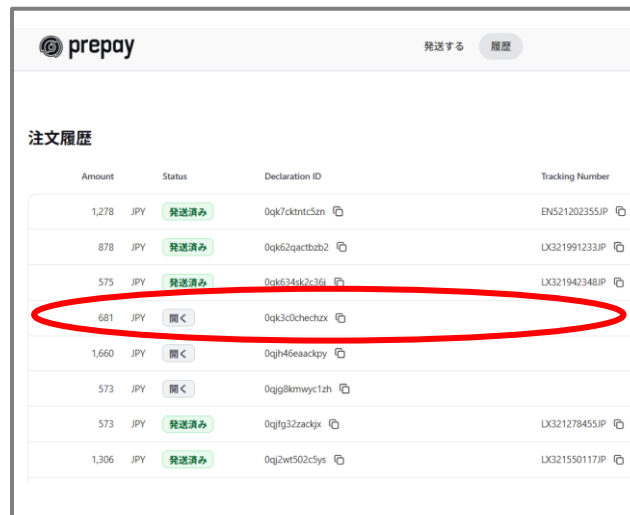 prepay
発送する 履歴
注文履歴
Amount Status Declaration ID Tracking Number
1,278 JPY 発送済み 0qk7cktntc5zn EN521202355JP
878 JPY 発送済み 0qk62qactbzb2 LX321991233JP
575 JPY 発送済み 0qk634sk2c36j LX321942348JP
681 JPY 開く 0qk3c0chechzx
1,660 JPY 開く 0qjh46eaackpy
573 JPY 開く 0qjg8kmwyc1zh
573 JPY 発送済み 0qjfg32zackjx LX321278455JP
1,306 JPY 発送済み 0qj2wt502c5ys LX321550117JP